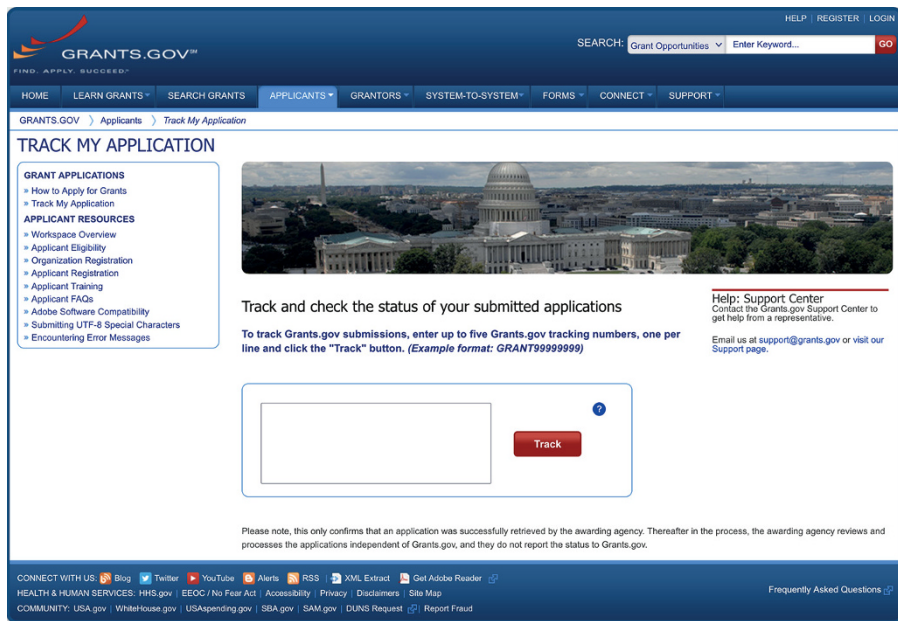 HELP | REGISTER | LOGIN
GRANTS.GOV℠
FIND. APPLY. SUCCEED.℠
SEARCH: Grant Opportunities Enter Keyword... GO
HOME LEARN GRANTS SEARCH GRANTS APPLICANTS GRANTORS SYSTEM-TO-SYSTEM FORMS CONNECT SUPPORT
GRANTS.GOV 〉 Applicants 〉 Track My Application
TRACK MY APPLICATION
GRANT APPLICATIONS
» How to Apply for Grants
» Track My Application
APPLICANT RESOURCES
» Workspace Overview
» Applicant Eligibility
» Organization Registration
» Applicant Registration
» Applicant Training
» Applicant FAQs
» Adobe Software Compatibility
» Submitting UTF-8 Special Characters
» Encountering Error Messages
Track and check the status of your submitted applications
To track Grants.gov submissions, enter up to five Grants.gov tracking numbers, one per
line and click the "Track" button. (Example format: GRANT99999999)
?
Track
Please note, this only confirms that an application was successfully retrieved by the awarding agency. Thereafter in the process, the awarding agency reviews and
processes the applications independent of Grants.gov, and they do not report the status to Grants.gov.
Help: Support Center
Contact the Grants.gov Support Center to
get help from a representative.
Email us at support@grants.gov or visit our
Support page.
CONNECT WITH US: Blog Twitter YouTube Alerts RSS | XML Extract Get Adobe Reader
HEALTH & HUMAN SERVICES: HHS.gov | EEOC / No Fear Act | Accessibility | Privacy | Disclaimers | Site Map
COMMUNITY: USA.gov | WhiteHouse.gov | USAspending.gov | SBA.gov | SAM.gov | DUNS Request | Report Fraud
Frequently Asked Questions